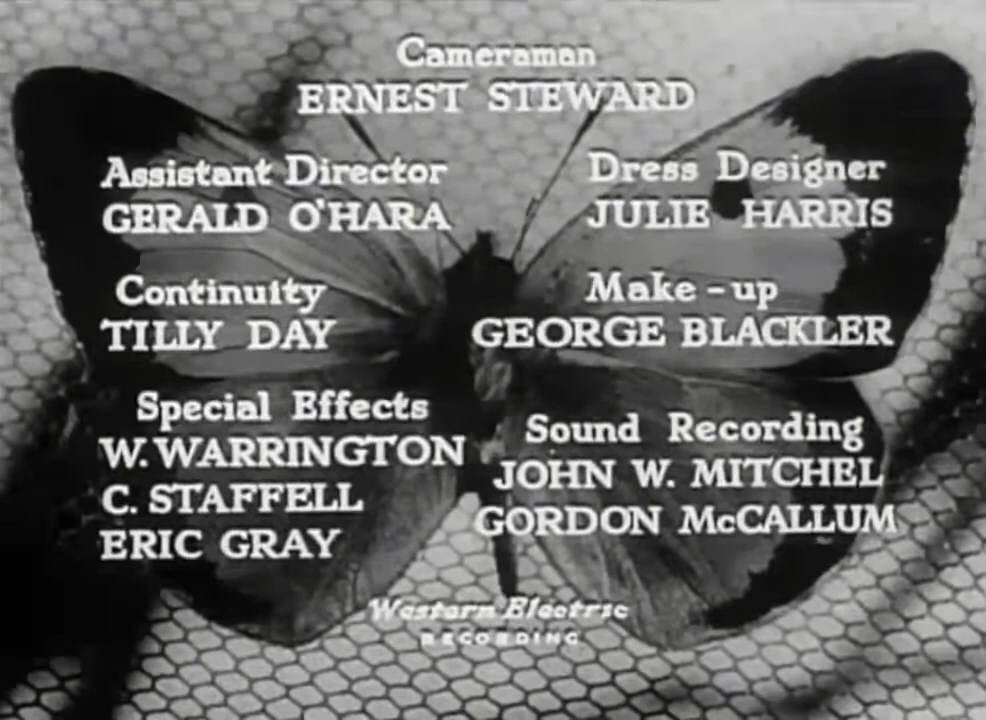 Cameraman
ERNEST STEWARD
Assistant Director
GERALD O'HARA
Dress Designer
JULIE HARRIS
Continuity
TILLY DAY
Make-up
GEORGE BLACKLER
Special Effects
W. WARRINGTON
C. STAFFELL
ERIC GRAY
Sound Recording
JOHN W. MITCHEL
GORDON McCALLUM
Western Electric
RECORDING